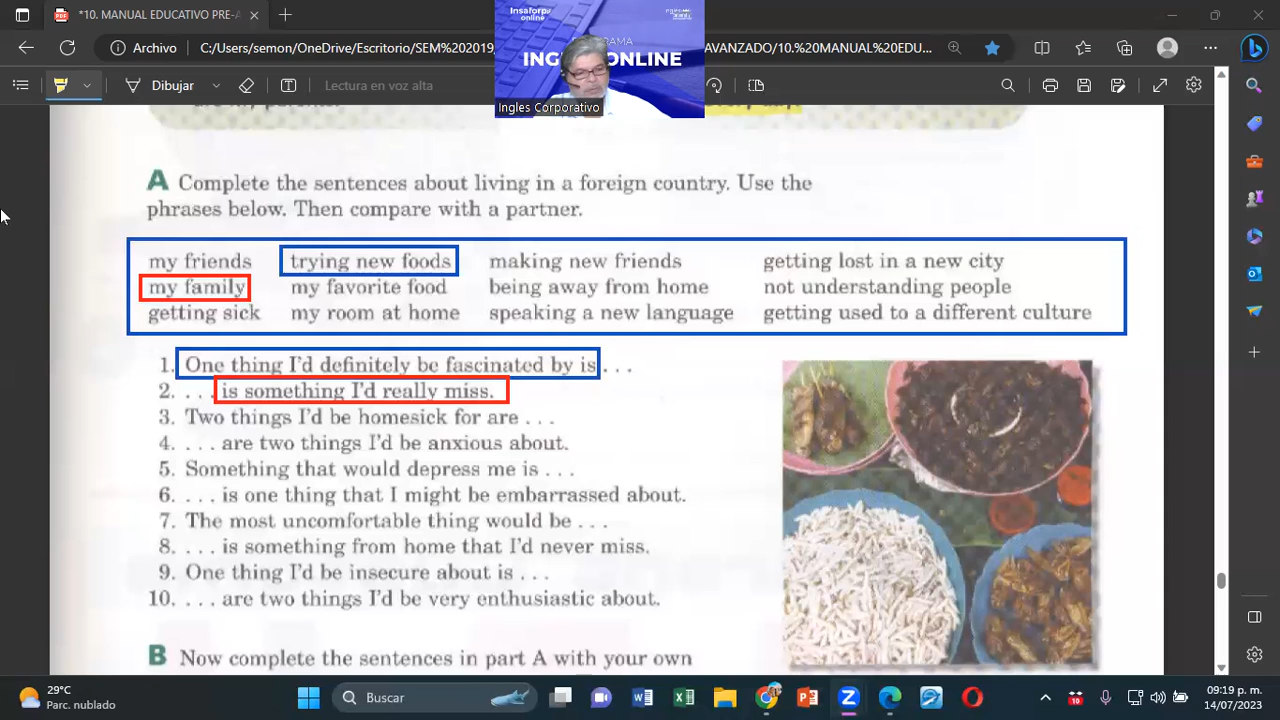 *10. MANUAL EDUCATIVO PRE-A
Archivo
C:/Users/semon/OneDrive/Escritorio/SEM%202019/
AVANZADO/10.%20MANUAL%20EDU...
Dibujar
Lectura en voz alta
Insaforp
online
INGL
ONLINE
Ingles Corporativo
A Complete the sentences about living in a foreign country. Use the
phrases below. Then compare with a partner.
my friends trying new foods making new friends getting lost in a new city
my family my favorite food being away from home not understanding people
getting sick my room at home speaking a new language getting used to a different culture
1. One thing I'd definitely be fascinated by is . . .
2. . . . is something I'd really miss.
3. Two things I'd be homesick for are . . .
4. . . . are two things I'd be anxious about.
5. Something that would depress me is . . .
6. . . . is one thing that I might be embarrassed about.
7. The most uncomfortable thing would be . . .
8. . . . is something from home that I'd never miss.
9. One thing I'd be insecure about is . . .
10. . . . are two things I'd be very enthusiastic about.
B Now complete the sentences in part A with your own
29°C
Parc. nublado
Buscar
10
09:19 p. m.
14/07/2023